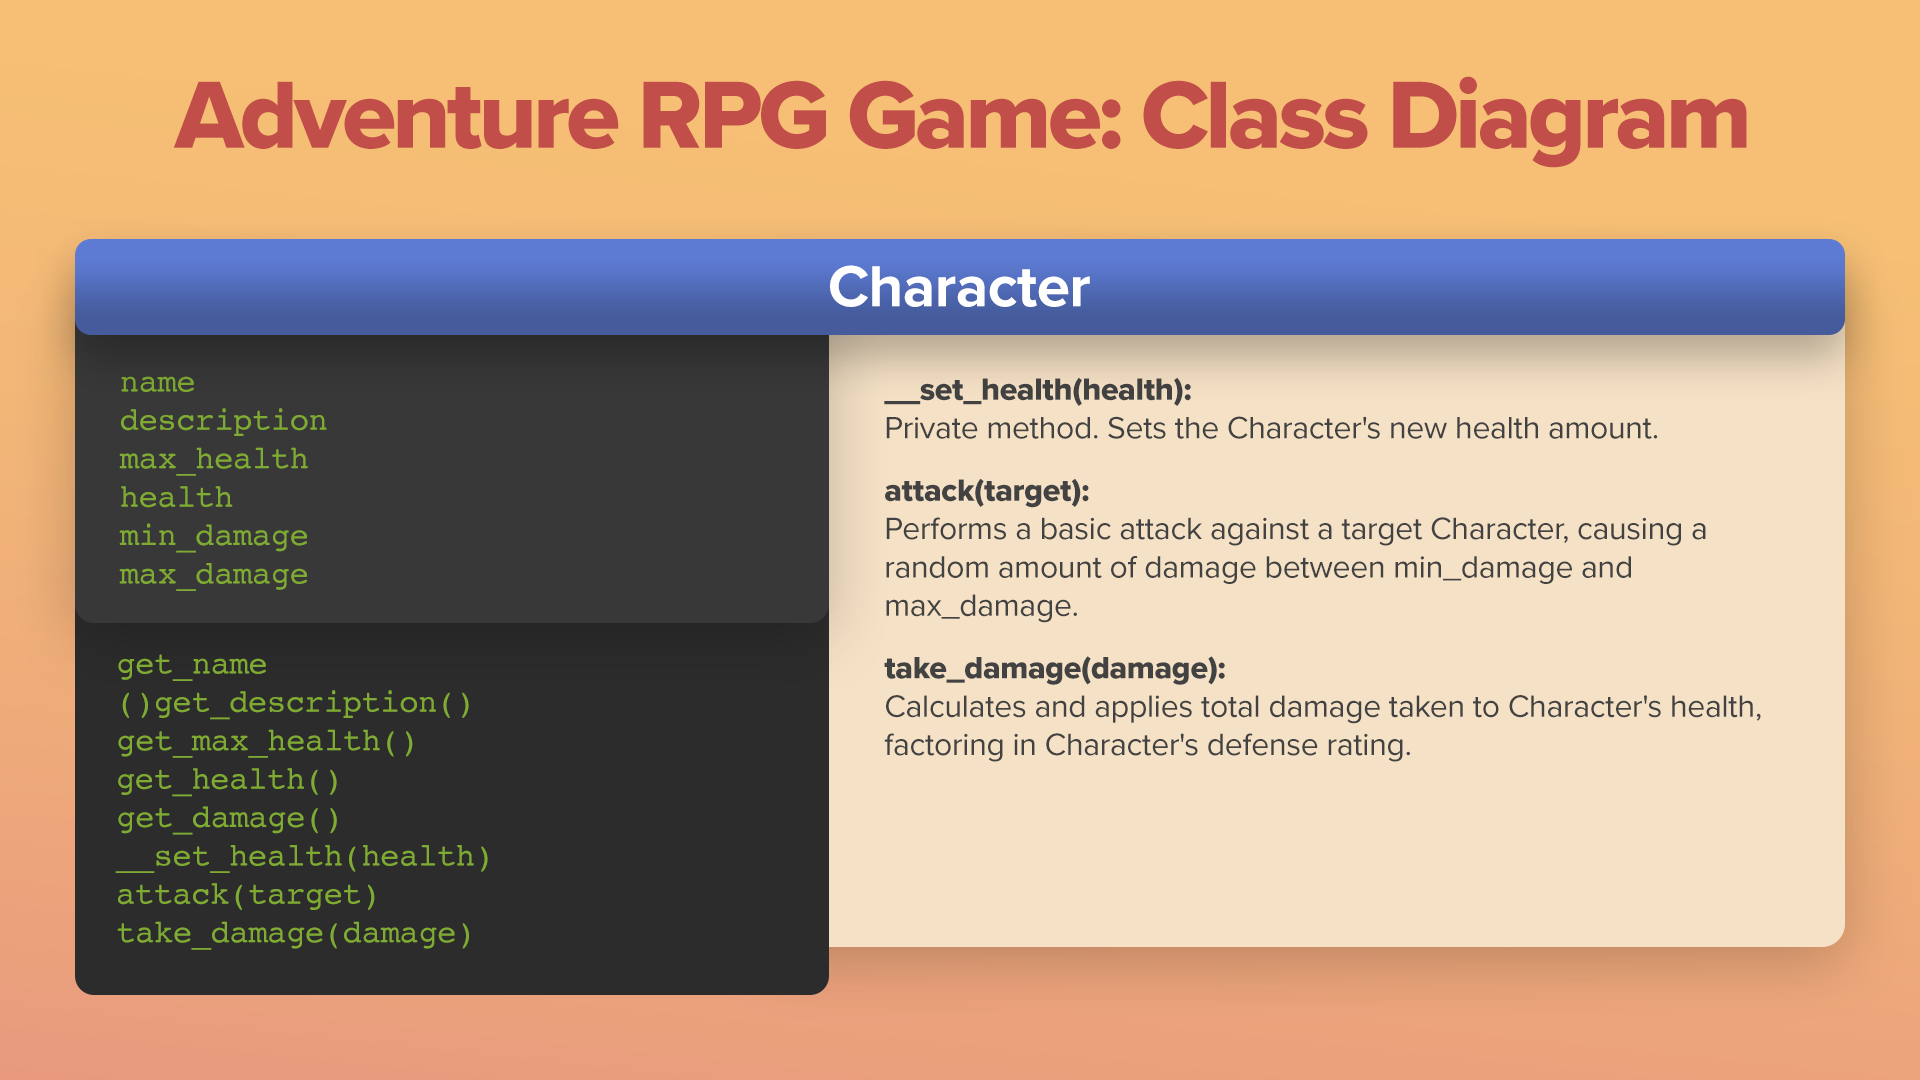 Adventure RPG Game: Class Diagram
Character
name
description
max_health
health
min_damage
max_damage
get_name
()get_description()
get_max_health()
get_health()
get_damage()
__set_health(health)
attack(target)
take_damage(damage)
__set_health(health):
Private method. Sets the Character's new health amount.
attack(target):
Performs a basic attack against a target Character, causing a
random amount of damage between min_damage and
max_damage.
take_damage(damage):
Calculates and applies total damage taken to Character's health,
factoring in Character's defense rating.